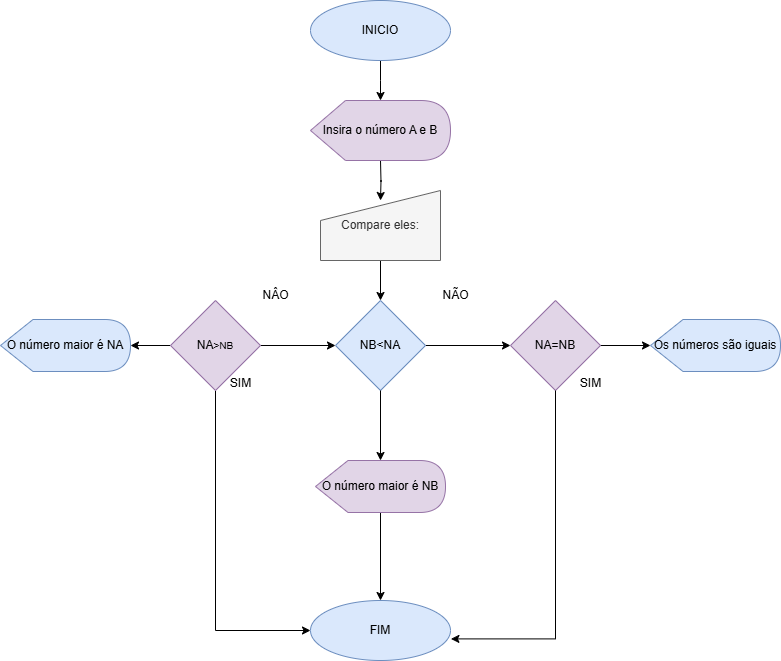 INICIO
Insira o número A e B
Compare eles:
NÂO
NÃO
O número maior é NA
NA>NB
NB<NA
NA=NB
Os números são iguais
SIM
SIM
O número maior é NB
FIM